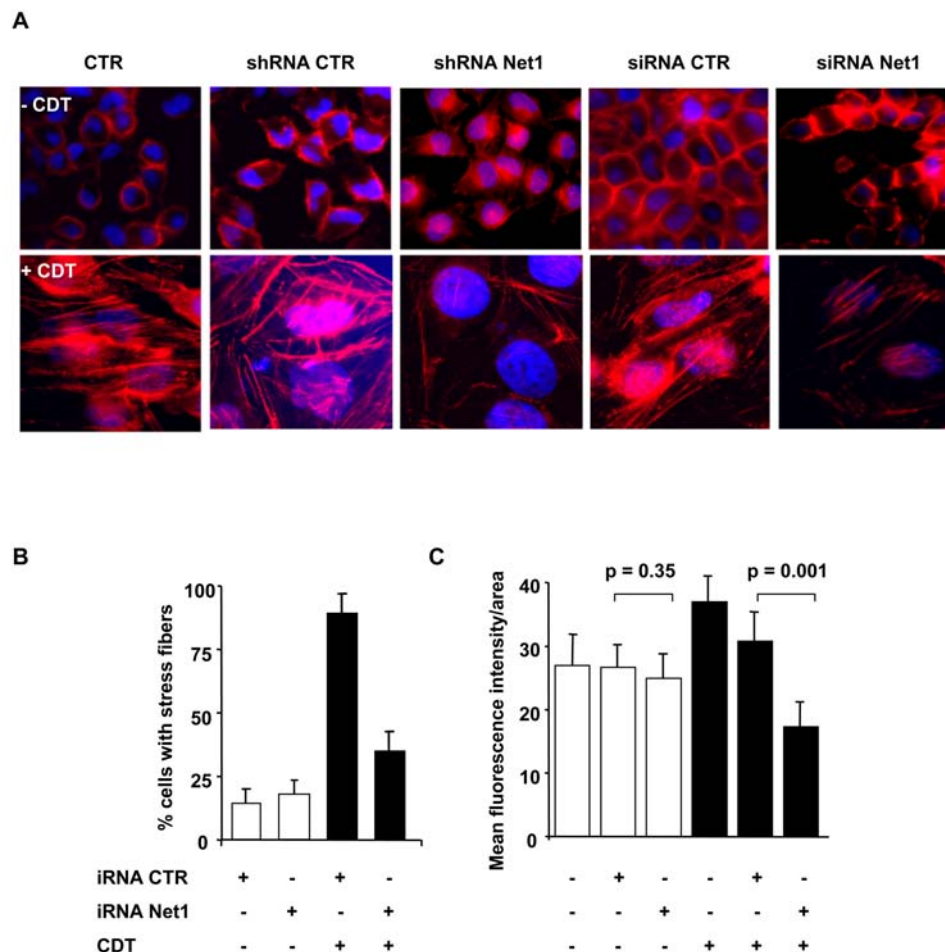 A
CTR shRNA CTR shRNA Net1 siRNA CTR siRNA Net1
- CDT
+ CDT
B
% cells with stress fibers
100
75
50
25
0
C
Mean fluorescence intensity/area
40
30
20
10
0
p = 0.35 p = 0.001
iRNA CTR + - + - - + - - + -
iRNA Net1 - + - + - - + - - +
CDT - - + + - - - + + +